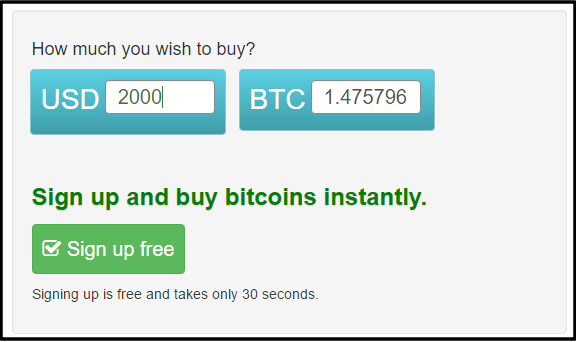 How much you wish to buy?
USD 2000 BTC 1.475796
Sign up and buy bitcoins instantly.
Sign up free
Signing up is free and takes only 30 seconds.